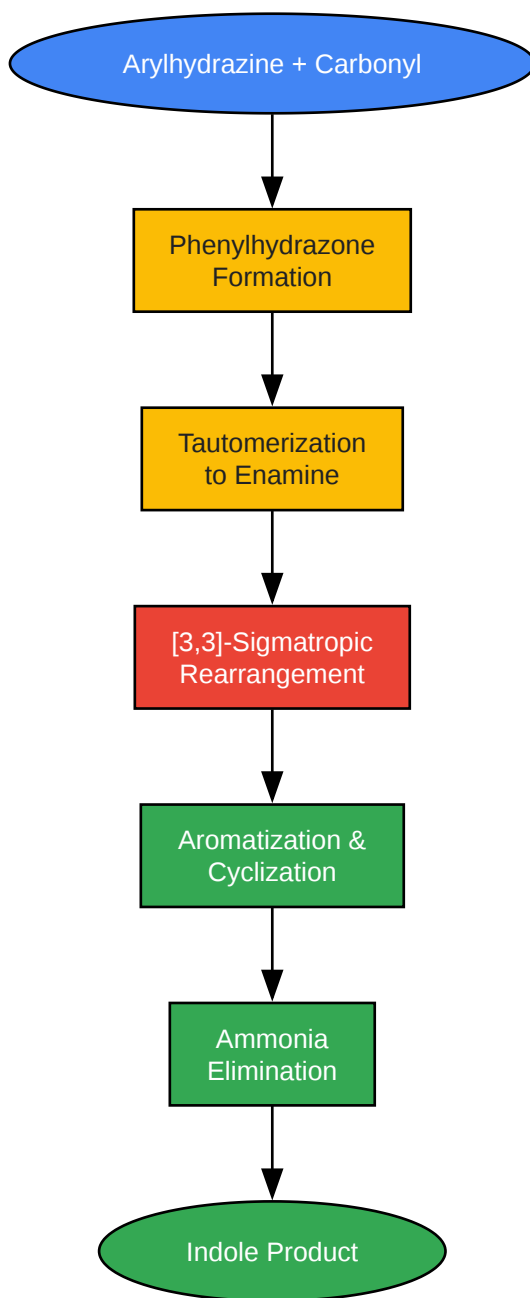 Arylhydrazine + Carbonyl
Phenylhydrazone
Formation
Tautomerization
to Enamine
[3,3]-Sigmatropic
Rearrangement
Aromatization &
Cyclization
Ammonia
Elimination
Indole Product